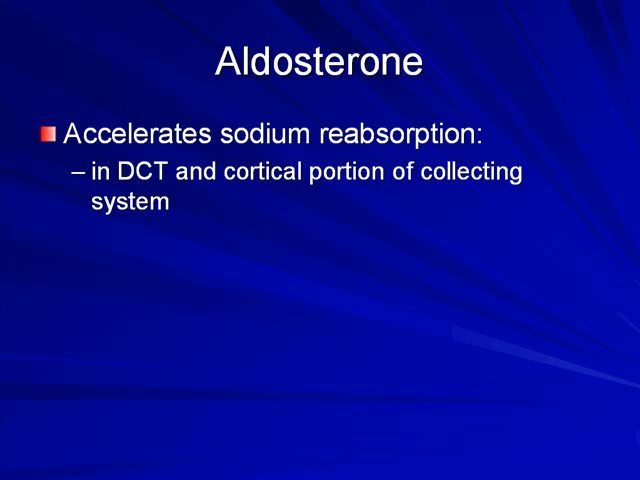 Aldosterone
Accelerates sodium reabsorption:
– in DCT and cortical portion of collecting
system